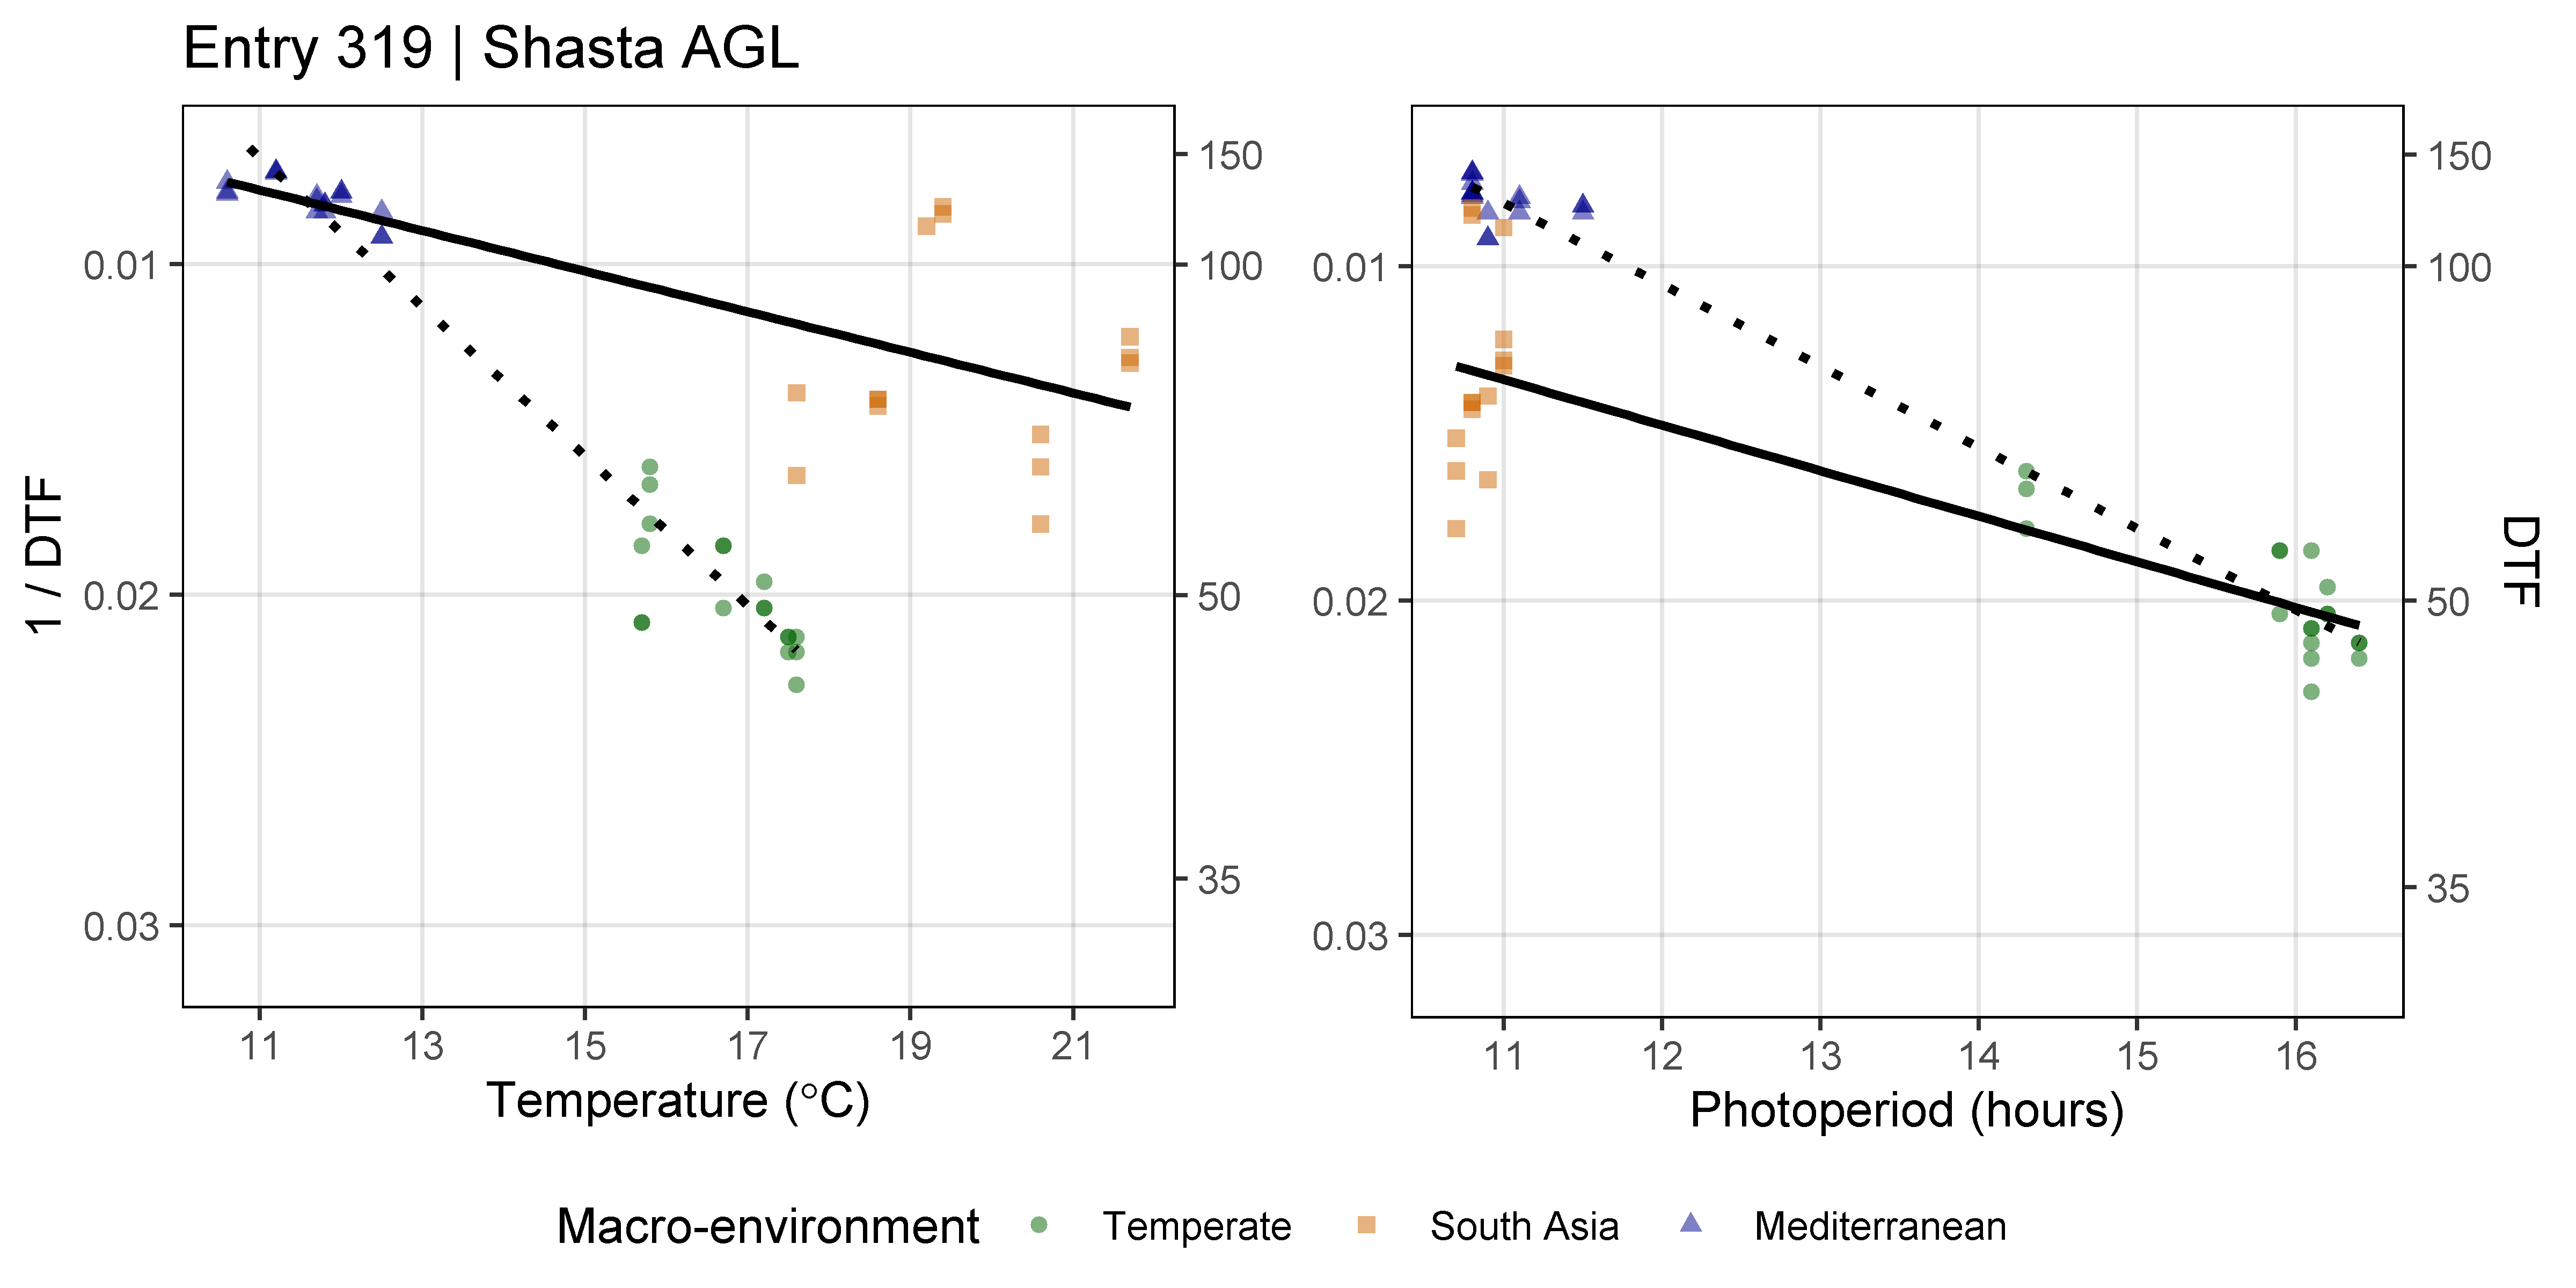 Entry 319 | Shasta AGL
1 / DTF
0.01
0.02
0.03
150
100
50
35
11 13 15 17 19 21
Temperature (°C)
0.01
0.02
0.03
150
100
50
35
DTF
11 12 13 14 15 16
Photoperiod (hours)
Macro-environment Temperate South Asia Mediterranean